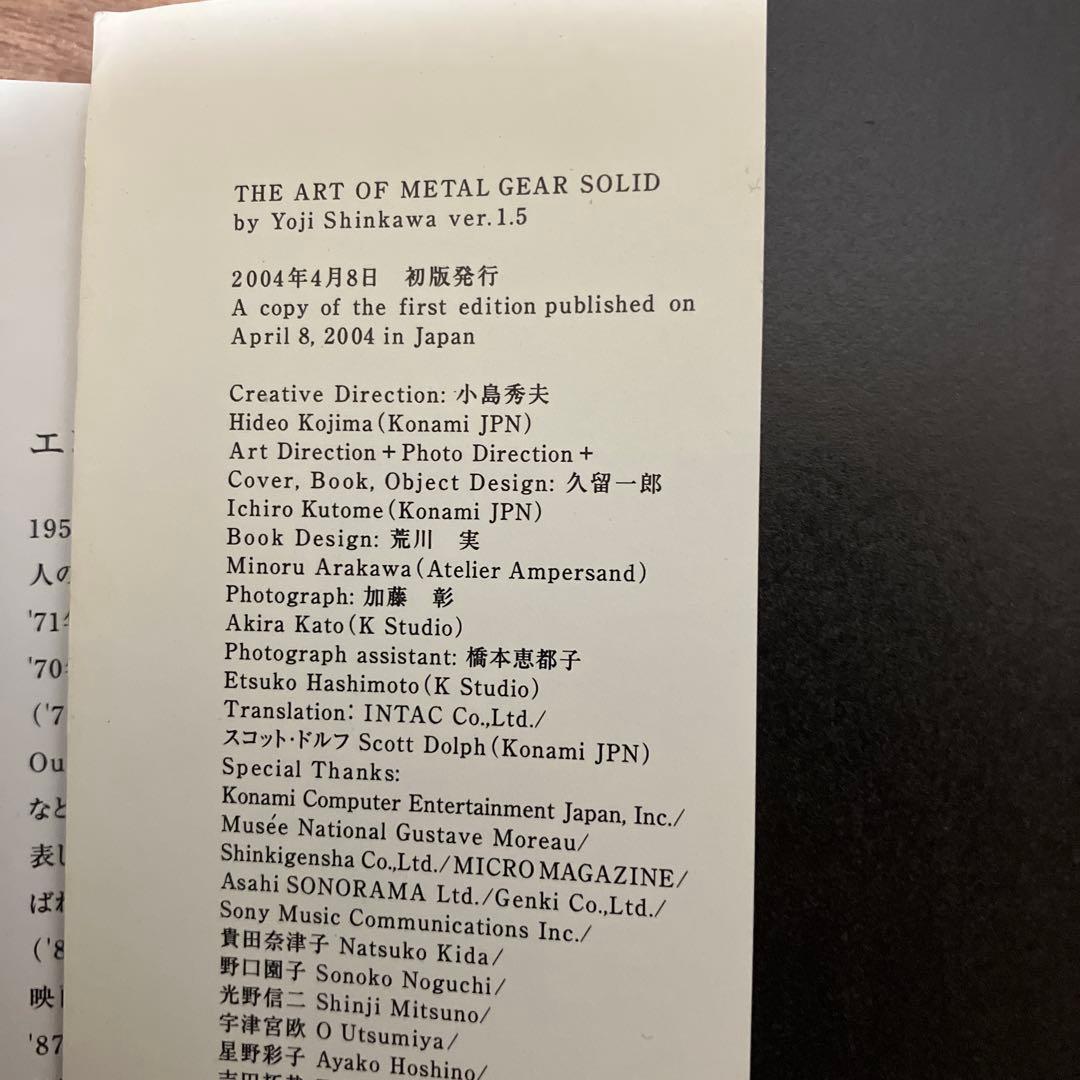 THE ART OF METAL GEAR SOLID
by Yoji Shinkawa ver.1.5
2004年4月8日　初版発行
A copy of the first edition published on
April 8, 2004 in Japan
Creative Direction: 小島秀夫
Hideo Kojima(Konami JPN)
Art Direction+Photo Direction+
Cover, Book, Object Design: 久留一郎
Ichiro Kutome(Konami JPN)
Book Design: 荒川　実
Minoru Arakawa(Atelier Ampersand)
Photograph: 加藤　彰
Akira Kato(K Studio)
Photograph assistant: 橋本恵都子
Etsuko Hashimoto(K Studio)
Translation: INTAC Co.,Ltd./
スコット・ドルフ Scott Dolph(Konami JPN)
Special Thanks:
Konami Computer Entertainment Japan, Inc./
Musée National Gustave Moreau/
Shinkigensha Co.,Ltd./MICRO MAGAZINE/
Asahi SONORAMA Ltd./Genki Co.,Ltd./
Sony Music Communications Inc./
貴田奈津子 Natsuko Kida/
野口園子 Sonoko Noguchi/
光野信二 Shinji Mitsuno/
宇津宮欧 O Utsumiya/
星野彩子 Ayako Hoshino/
エ
195
人の
'71年
'70
('7
Ou
など
表し
ばれ
('8
映画
'87